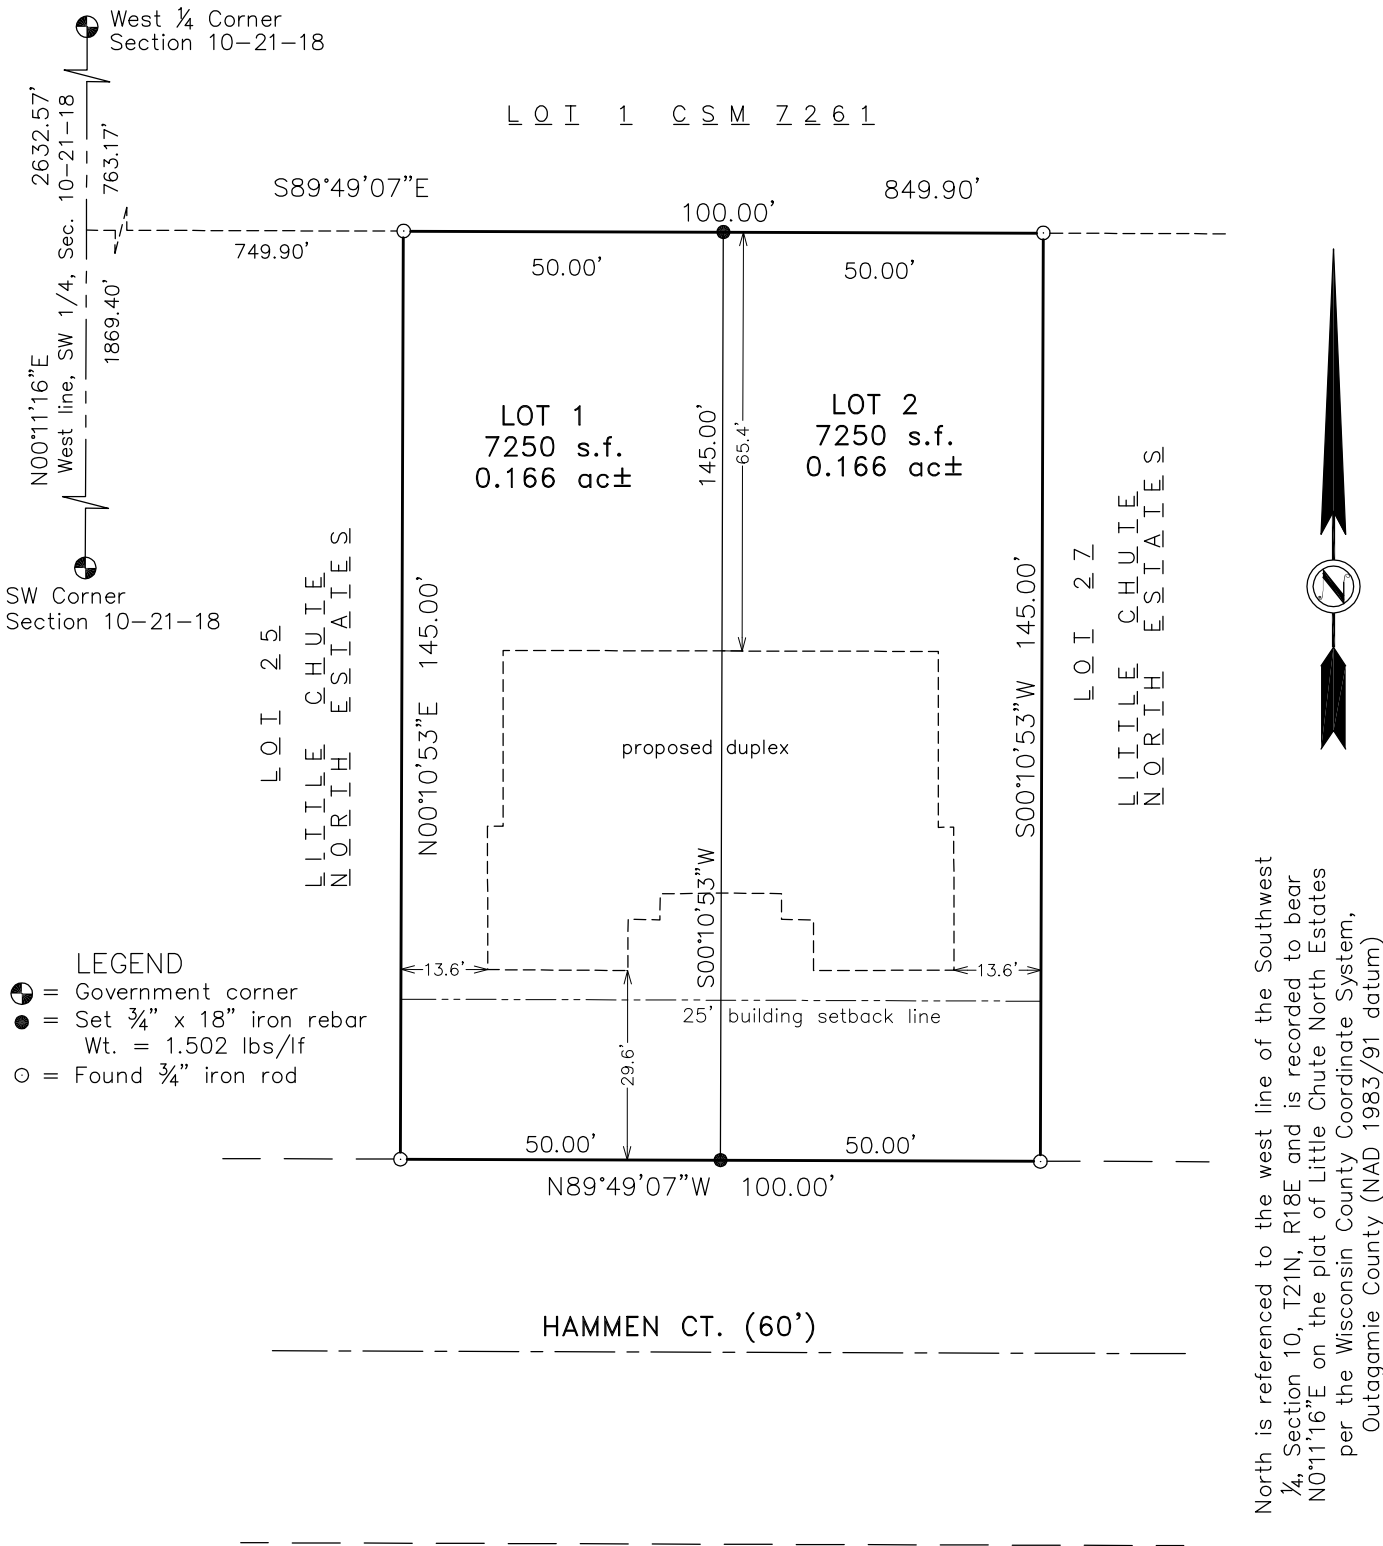 West ¼ Corner
Section 10-21-18
2632.57'
West line, SW 1/4, Sec. 10-21-18
763.17'
N00°11'16"E
1869.40'
SW Corner
Section 10-21-18
LOT 1 CSM 7261
S89°49'07"E
849.90'
100.00'
749.90'
50.00'
50.00'
LOT 1
7250 s.f.
0.166 ac±
145.00'
65.4'
LOT 2
7250 s.f.
0.166 ac±
LOT 25
LITTLE CHUTE
NORTH ESTATES
N00°10'53"E 145.00'
S00°10'53"W 145.00'
LOT 27
LITTLE CHUTE
NORTH ESTATES
proposed duplex
S00°10'53"W
13.6'
13.6'
25' building setback line
29.6'
50.00'
50.00'
N89°49'07"W 100.00'
LEGEND
= Government corner
= Set ¾" x 18" iron rebar
Wt. = 1.502 lbs/lf
= Found ¾" iron rod
HAMMEN CT. (60')
N
North is referenced to the west line of the Southwest
¼, Section 10, T21N, R18E and is recorded to bear
N0°11'16"E on the plat of Little Chute North Estates
per the Wisconsin County Coordinate System,
Outagamie County (NAD 1983/91 datum)